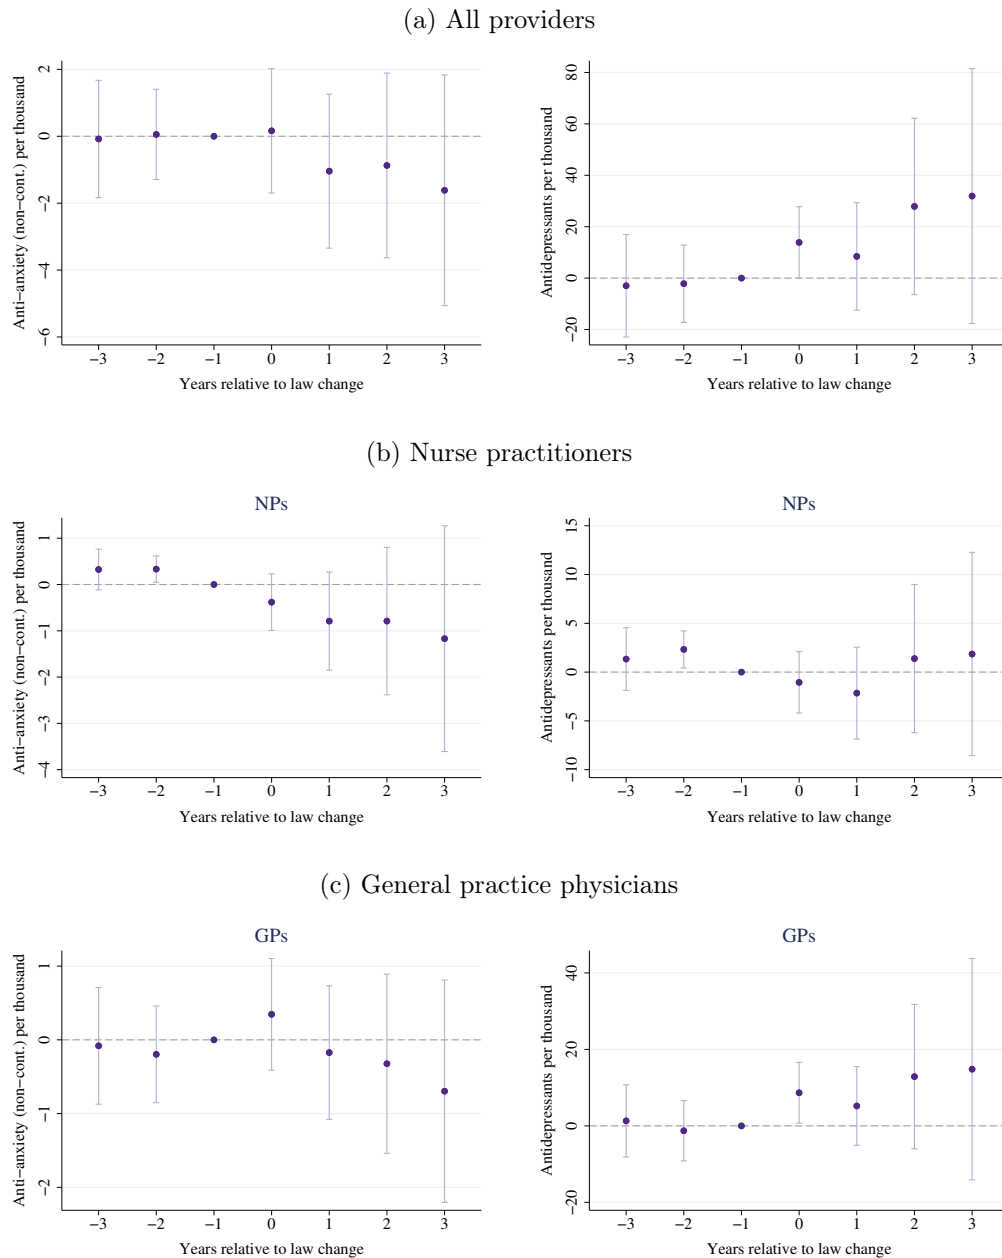 (a) All providers
Anti−anxiety (non−cont.) per thousand
2
0
−2
−4
−6
−3 −2 −1 0 1 2 3
Years relative to law change
Antidepressants per thousand
80
60
40
20
0
−20
−3 −2 −1 0 1 2 3
Years relative to law change
(b) Nurse practitioners
NPs
Anti−anxiety (non−cont.) per thousand
1
0
−1
−2
−3
−4
−3 −2 −1 0 1 2 3
Years relative to law change
NPs
Antidepressants per thousand
15
10
5
0
−5
−10
−3 −2 −1 0 1 2 3
Years relative to law change
(c) General practice physicians
GPs
Anti−anxiety (non−cont.) per thousand
1
0
−1
−2
−3 −2 −1 0 1 2 3
Years relative to law change
GPs
Antidepressants per thousand
40
20
0
−20
−3 −2 −1 0 1 2 3
Years relative to law change